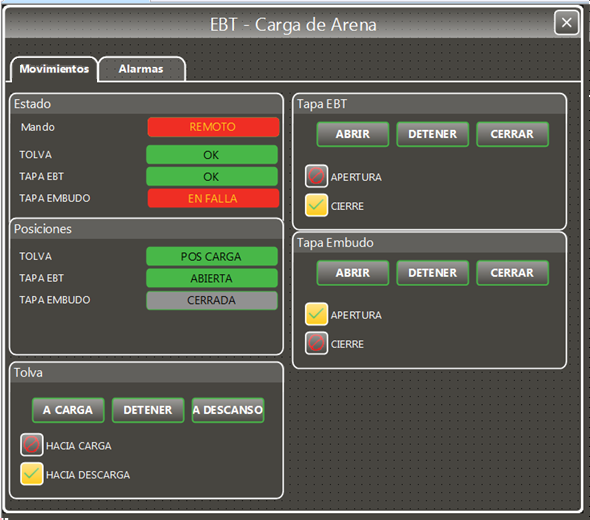 EBT - Carga de Arena
Movimientos
Alarmas
Estado
Mando REMOTO
TOLVA OK
TAPA EBT OK
TAPA EMBUDO EN FALLA
Posiciones
TOLVA POS CARGA
TAPA EBT ABIERTA
TAPA EMBUDO CERRADA
Tolva
A CARGA DETENER A DESCANSO
HACIA CARGA
HACIA DESCARGA
Tapa EBT
ABRIR DETENER CERRAR
APERTURA
CIERRE
Tapa Embudo
ABRIR DETENER CERRAR
APERTURA
CIERRE